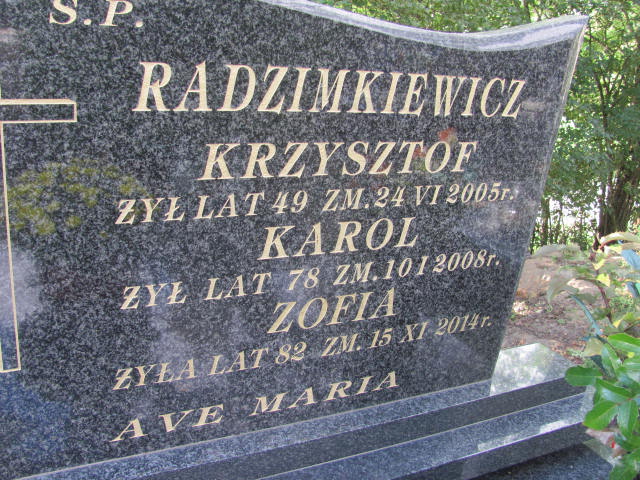 S.P.
RADZIMKIEWICZ
KRZYSZTOF
ŻYŁ LAT 49 ZM. 24 VI 2005r.
KAROL
ŻYŁ LAT 78 ZM. 10 I 2008r.
ZOFIA
ŻYŁA LAT 82 ZM. 15 XI 2014r.
AVE MARIA